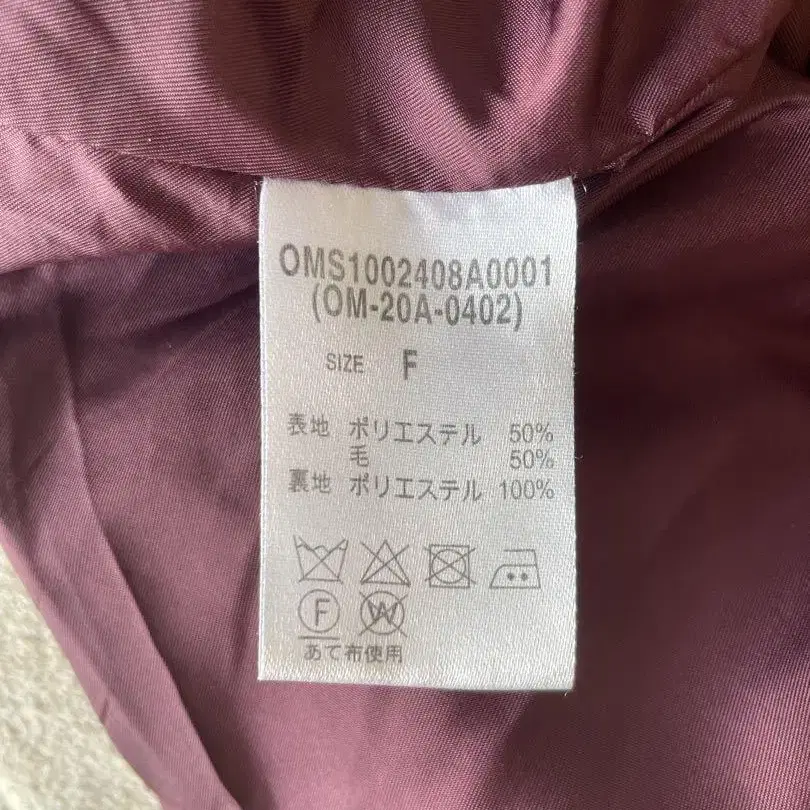 OMS1002408A0001
(OM-20A-0402)
SIZE F
表地 ポリエステル 50%
毛 50%
裏地 ポリエステル 100%
F W
あて布使用